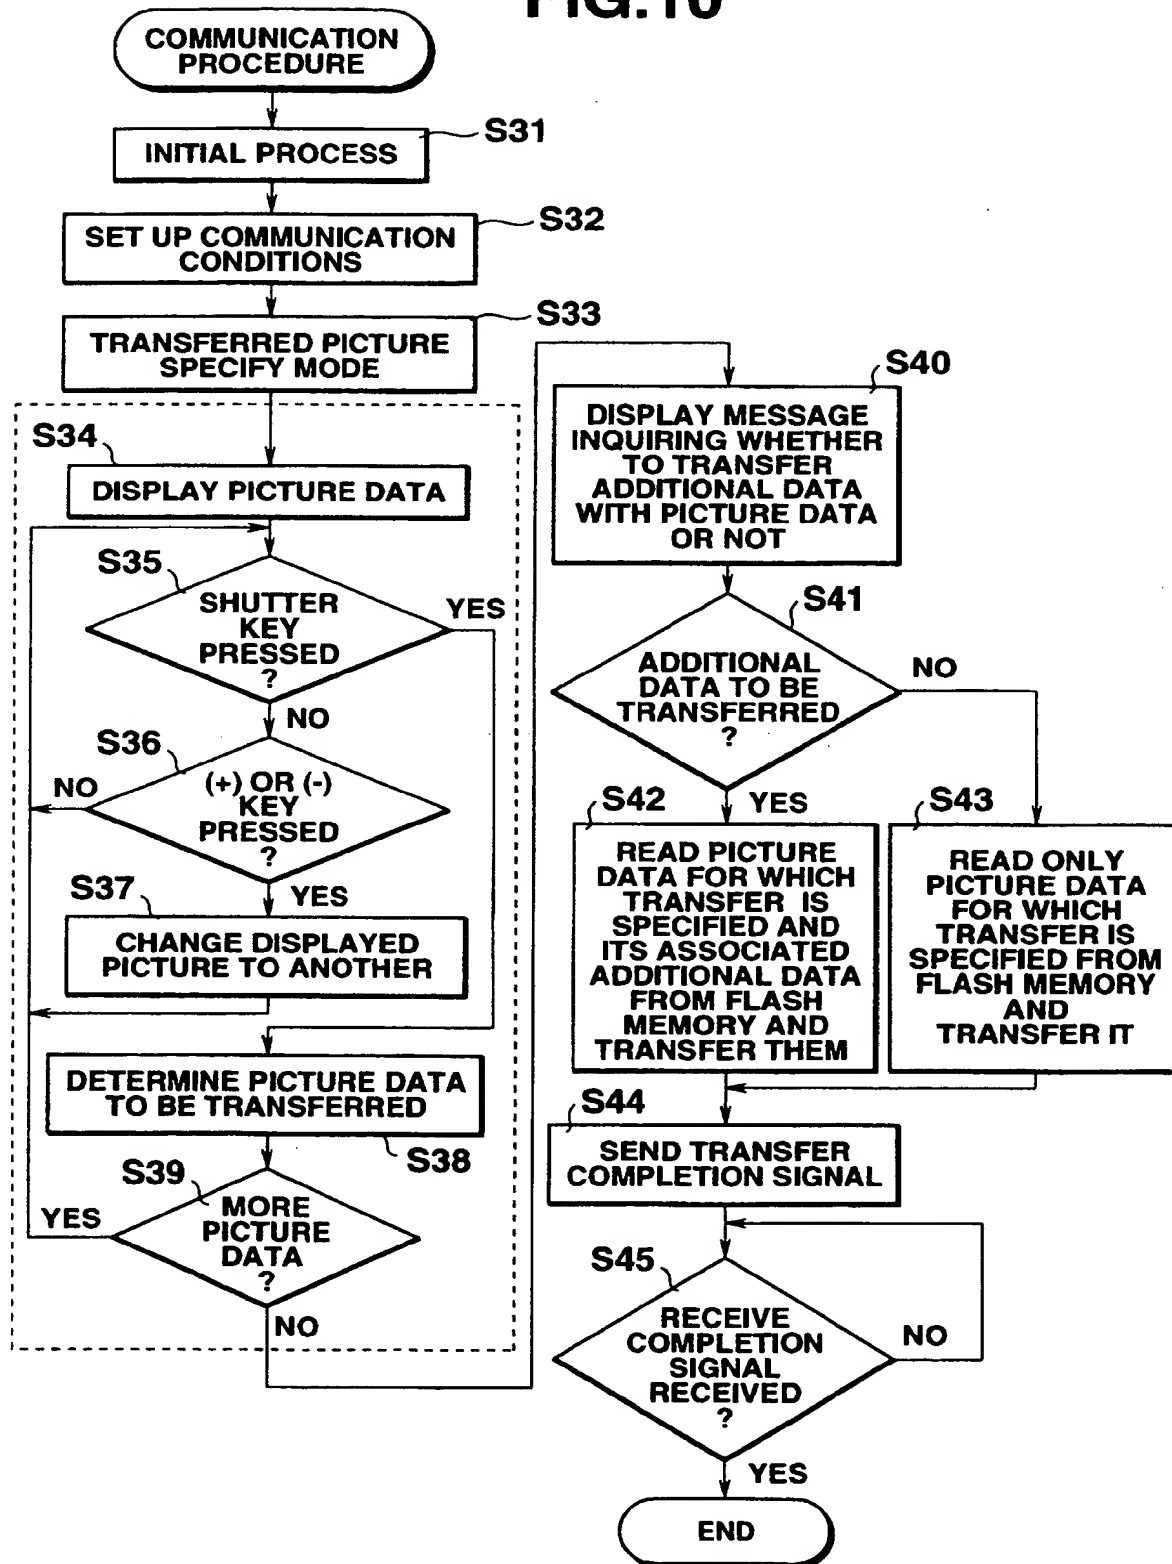 FIG.10
COMMUNICATION
PROCEDURE
S31
INITIAL PROCESS
S32
SET UP COMMUNICATION
CONDITIONS
S33
TRANSFERRED PICTURE
SPECIFY MODE
S34
DISPLAY PICTURE DATA
S35
SHUTTER
KEY
PRESSED
?
YES
NO
S36
(+) OR (-)
KEY
PRESSED
?
NO
YES
S37
CHANGE DISPLAYED
PICTURE TO ANOTHER
DETERMINE PICTURE DATA
TO BE TRANSFERRED
S38
S39
MORE
PICTURE
DATA
?
YES
NO
S40
DISPLAY MESSAGE
INQUIRING WHETHER
TO TRANSFER
ADDITIONAL DATA
WITH PICTURE DATA
OR NOT
S41
ADDITIONAL
DATA TO BE
TRANSFERRED
?
NO
YES
S42
READ PICTURE
DATA FOR WHICH
TRANSFER IS
SPECIFIED AND
ITS ASSOCIATED
ADDITIONAL DATA
FROM FLASH
MEMORY AND
TRANSFER THEM
S43
READ ONLY
PICTURE DATA
FOR WHICH
TRANSFER IS
SPECIFIED FROM
FLASH MEMORY
AND
TRANSFER IT
S44
SEND TRANSFER
COMPLETION SIGNAL
S45
RECEIVE
COMPLETION
SIGNAL
RECEIVED
?
NO
YES
END